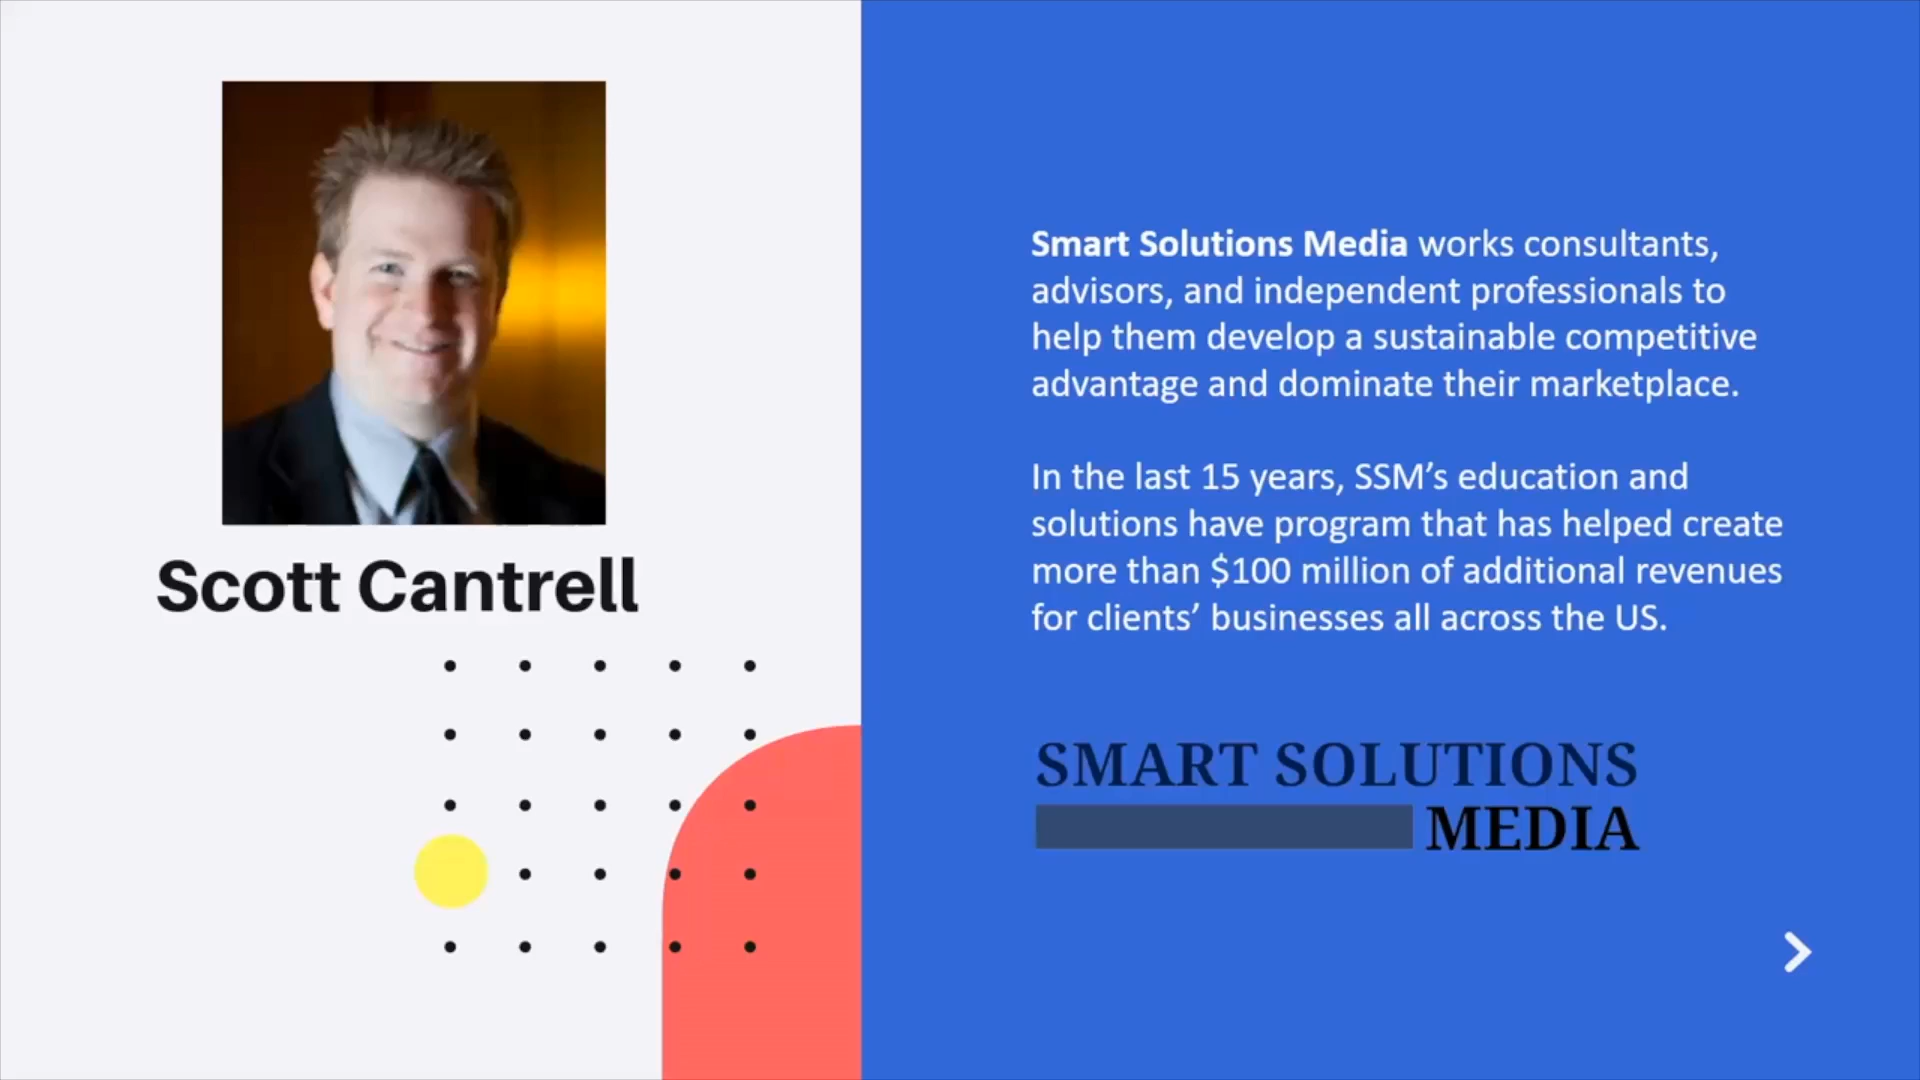 Scott Cantrell
Smart Solutions Media works consultants,
advisors, and independent professionals to
help them develop a sustainable competitive
advantage and dominate their marketplace.
In the last 15 years, SSM’s education and
solutions have program that has helped create
more than $100 million of additional revenues
for clients’ businesses all across the US.
SMART SOLUTIONS
MEDIA